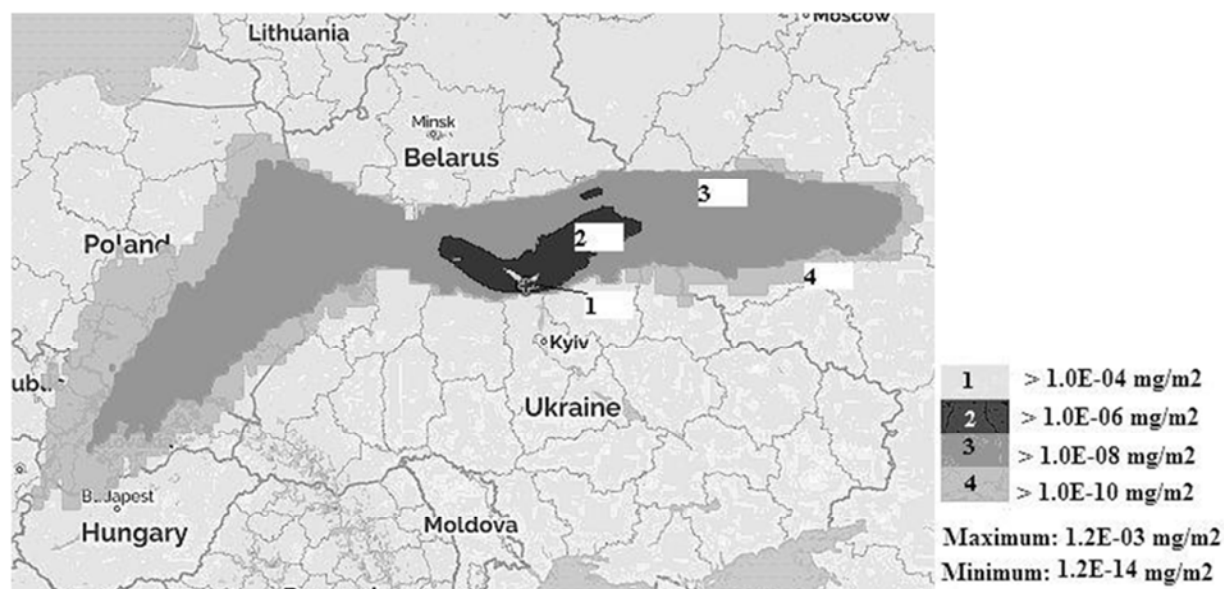 Moscow
Lithuania
Minsk
Belarus
3
Poland
2
4
1
Kyiv
Ukraine
Hungary
Moldova
1 > 1.0E-04 mg/m2
2 > 1.0E-06 mg/m2
3 > 1.0E-08 mg/m2
4 > 1.0E-10 mg/m2
Maximum: 1.2E-03 mg/m2
Minimum: 1.2E-14 mg/m2